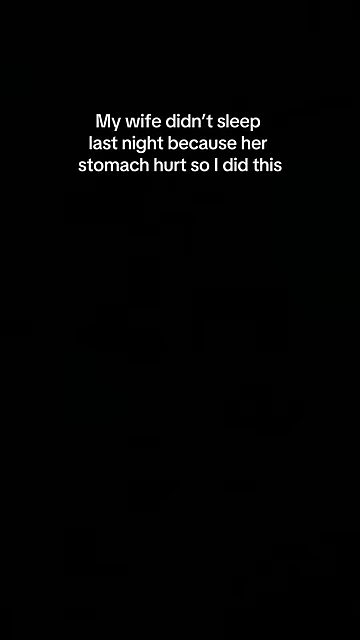 My wife didn’t sleep
last night because her
stomach hurt so I did this